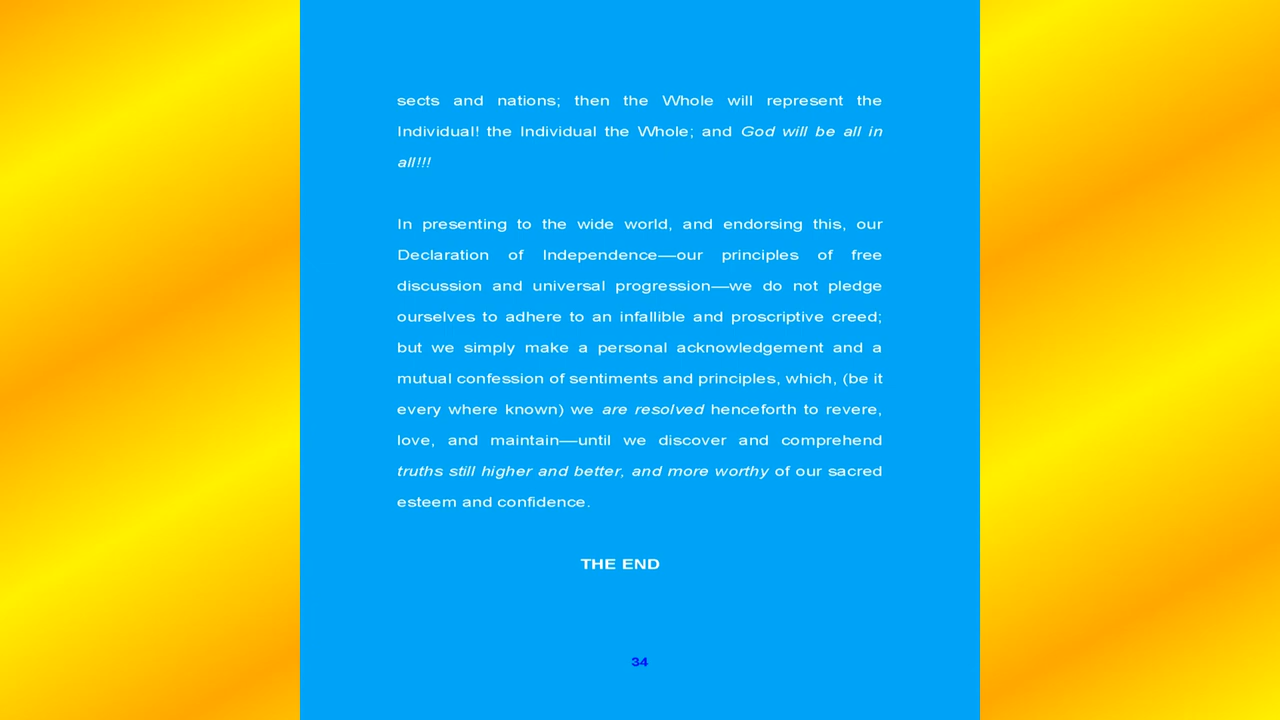 sects and nations; then the Whole will represent the
Individual! the Individual the Whole; and God will be all in
all!!!
In presenting to the wide world, and endorsing this, our
Declaration of Independence—our principles of free
discussion and universal progression—we do not pledge
ourselves to adhere to an infallible and proscriptive creed;
but we simply make a personal acknowledgement and a
mutual confession of sentiments and principles, which, (be it
every where known) we are resolved henceforth to revere,
love, and maintain—until we discover and comprehend
truths still higher and better, and more worthy of our sacred
esteem and confidence.
THE END
34